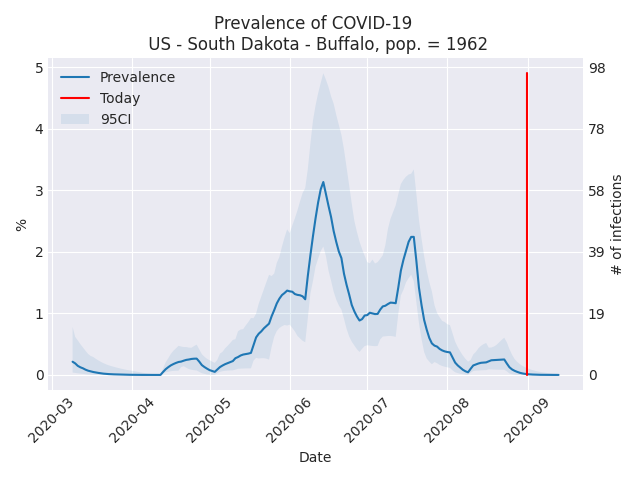 Prevalence of COVID-19
US - South Dakota - Buffalo, pop. = 1962
Prevalence
Today
95CI
5
4
3
2
1
0
%
98
78
58
39
19
0
# of infections
2020-03
2020-04
2020-05
2020-06
2020-07
2020-08
2020-09
Date